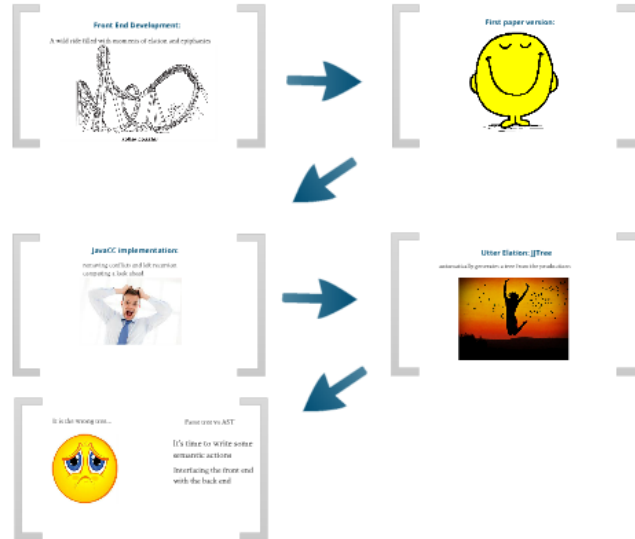 Front End Development:
A wild ride filled with moments of elation and epiphanies
First paper version:
JavaCC implementation:
removing conflicts and left recursion
computing a look ahead
Utter Elation: JJTree
automatically generates a tree from the productions
It is the wrong tree...
Parse tree vs AST
It's time to write some
semantic actions
Interfacing the front end
with the back end